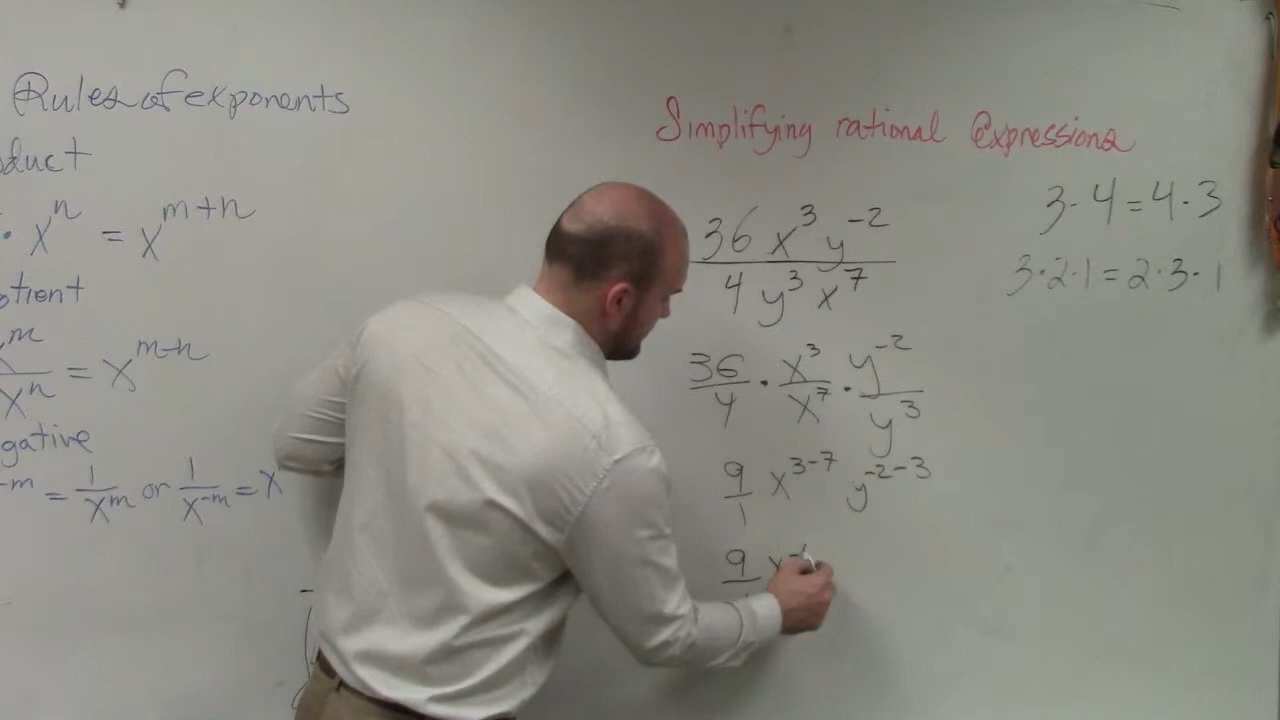 Rules of exponents
duct
· x^n = x^{m+n}
tient
x^m/x^n = x^{m-n}
gative
-m = 1/x^m or 1/x^{-m} = x
Simplifying rational Expressions
36 x^3 y^{-2} / 4 y^3 x^7
36/4 · x^3/x^7 · y^{-2}/y^3
9/1 x^{3-7} y^{-2-3}
9 x
3·4=4·3
3·2·1=2·3·1